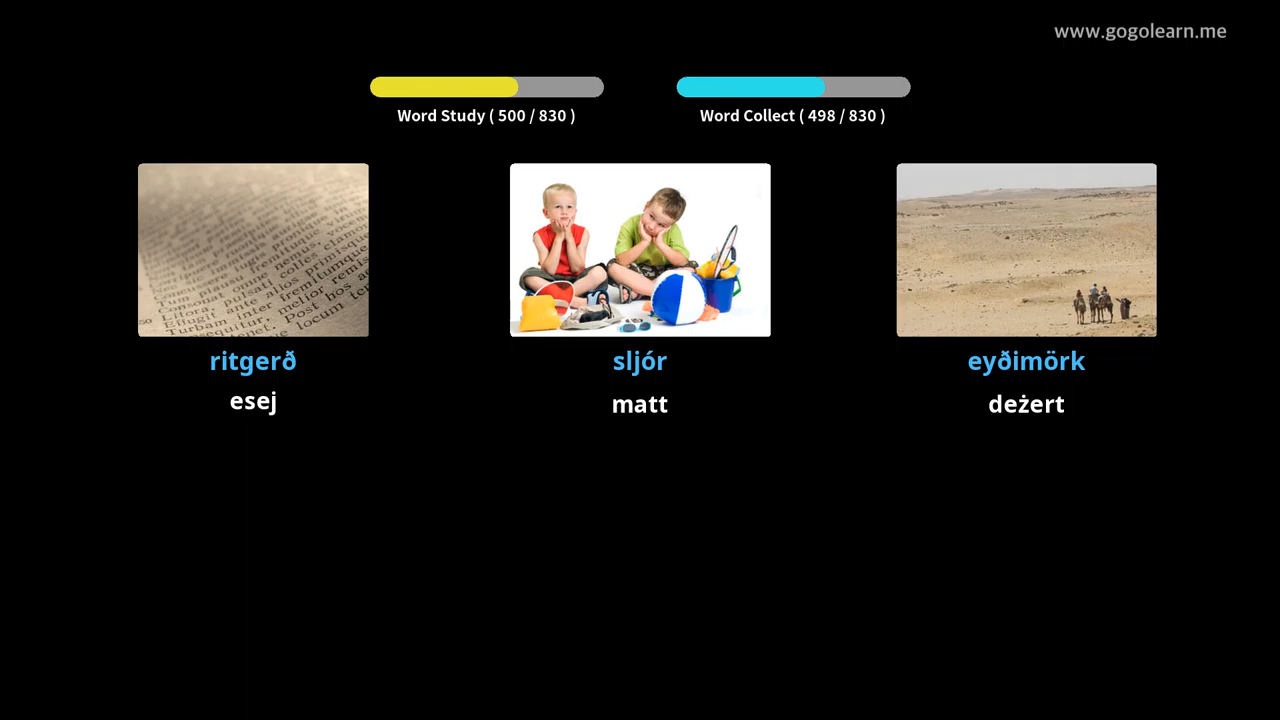 www.gogolearn.me
Word Study ( 500 / 830 )
Word Collect ( 498 / 830 )
ritgerð
sljór
eyðimörk
esej
matt
deżert